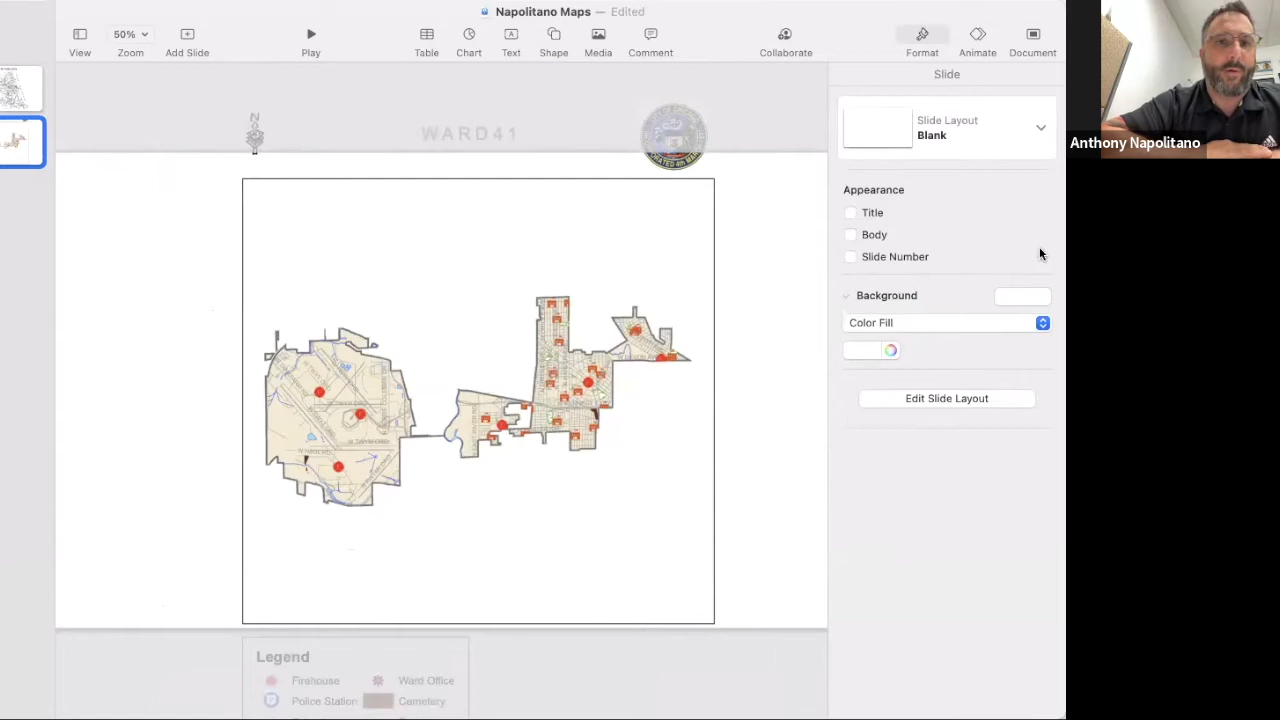 Napolitano Maps — Edited
50%
View
Zoom
Add Slide
Play
Table
Chart
Text
Shape
Media
Comment
Collaborate
Format
Animate
Document
Slide
Slide Layout
Blank
Anthony Napolitano
N
WARD 41
Appearance
Title
Body
Slide Number
Background
Color Fill
Edit Slide Layout
Legend
Firehouse
Ward Office
Police Station
Cemetery